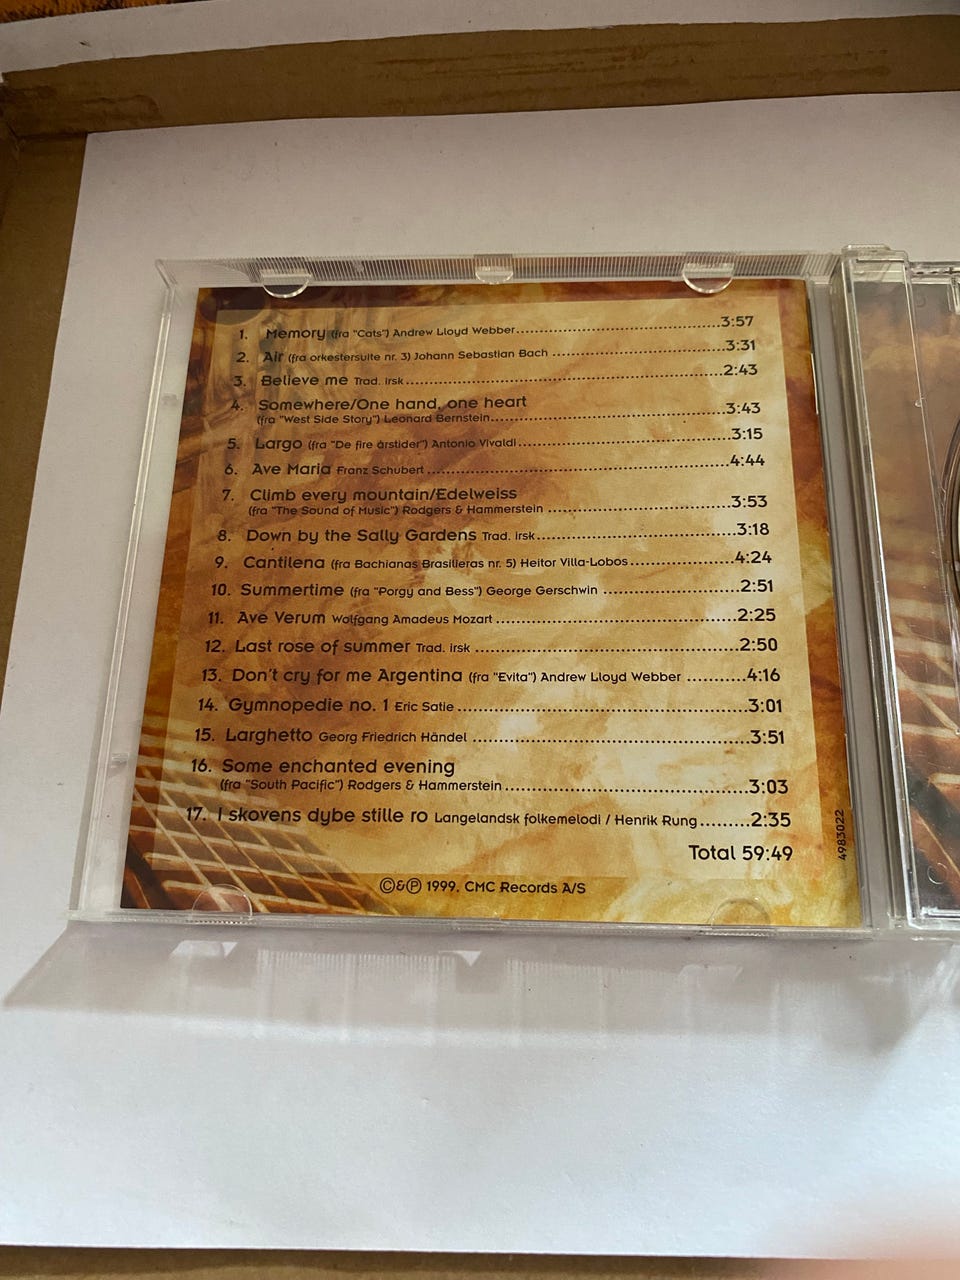 1. Memory (fra "Cats") Andrew Lloyd Webber..........3:57
2. Air (fra orkestersuite nr. 3) Johann Sebastian Bach ..........3:31
3. Believe me Trad. irsk..........2:43
4. Somewhere/One hand, one heart
(fra "West Side Story") Leonard Bernstein..........3:43
5. Largo (fra "De fire årstider") Antonio Vivaldi..........3:15
6. Ave Maria Franz Schubert..........4:44
7. Climb every mountain/Edelweiss
(fra "The Sound of Music") Rodgers & Hammerstein ..........3:53
8. Down by the Sally Gardens Trad. irsk..........3:18
9. Cantilena (fra Bachianas Brasilieras nr. 5) Heitor Villa-Lobos..........4:24
10. Summertime (fra "Porgy and Bess") George Gerschwin ..........2:51
11. Ave Verum Wolfgang Amadeus Mozart..........2:25
12. Last rose of summer Trad. irsk ..........2:50
13. Don't cry for me Argentina (fra "Evita") Andrew Lloyd Webber ..........4:16
14. Gymnopedie no. 1 Eric Satie..........3:01
15. Larghetto Georg Friedrich Händel ..........3:51
16. Some enchanted evening
(fra "South Pacific") Rodgers & Hammerstein..........3:03
17. I skovens dybe stille ro Langelandsk folkemelodi / Henrik Rung..........2:35
Total 59:49
©&℗ 1999. CMC Records A/S
4983022